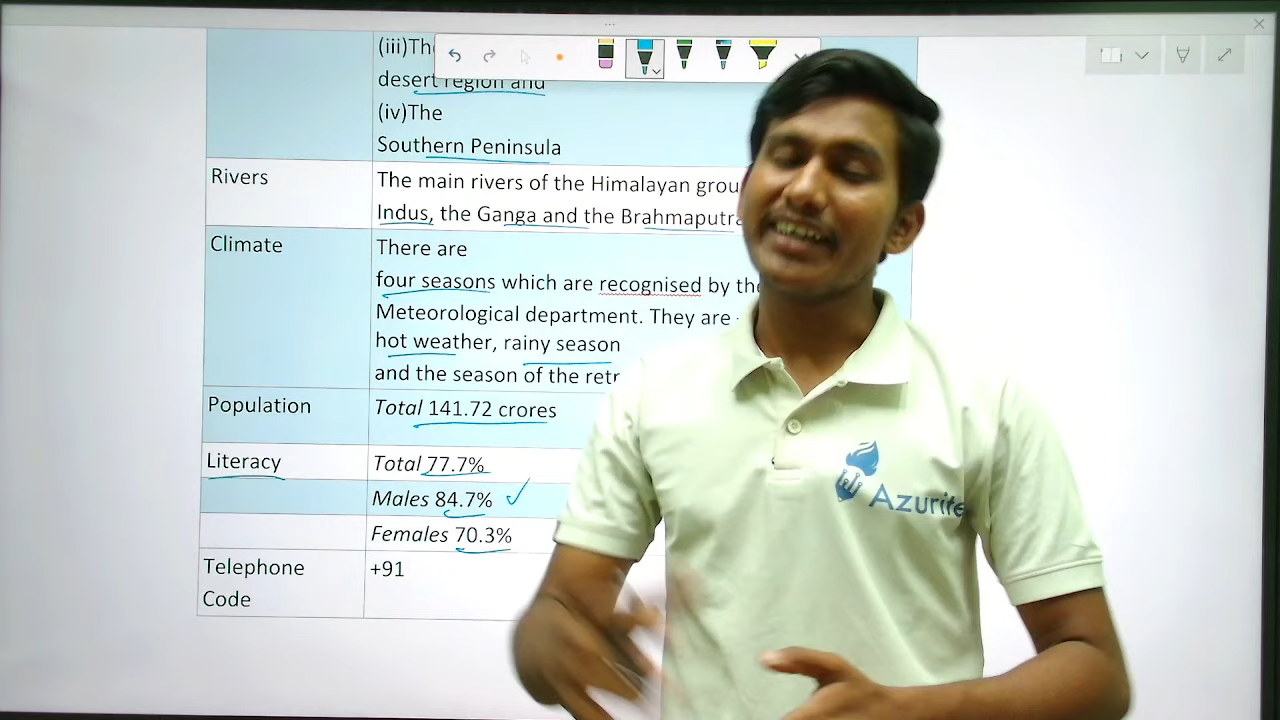 (iii)The
desert region and
(iv)The
Southern Peninsula
Rivers
The main rivers of the Himalayan
Indus, the Ganga and the Brahmaputra
Climate
There are
four seasons which are recognised by the
Meteorological department. They are -
hot weather, rainy season
and the season of the
Population
Total 141.72 crores
Literacy
Total 77.7%
Males 84.7%
Females 70.3%
Telephone
Code
+91
Azurite